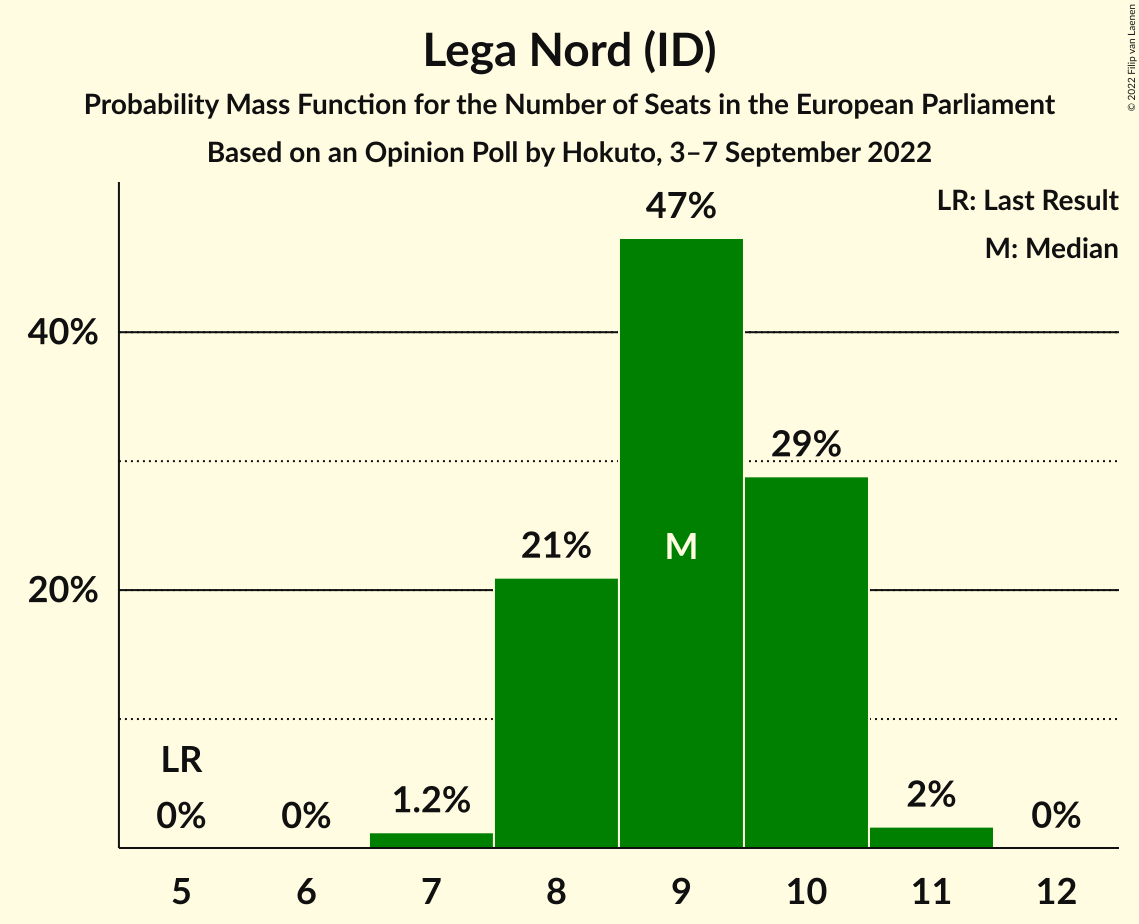 Lega Nord (ID)
Probability Mass Function for the Number of Seats in the European Parliament
Based on an Opinion Poll by Hokuto, 3–7 September 2022
© 2022 Filip van Laenen
LR: Last Result
M: Median
47%
40%
29%
21%
M
20%
LR
0%
0%
1.2%
2%
0%
5
6
7
8
9
10
11
12